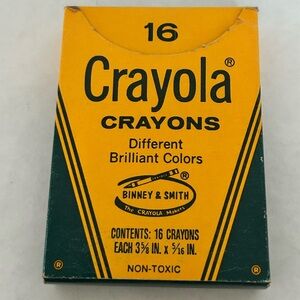 16
Crayola®
CRAYONS
Different
Brilliant Colors
BINNEY & SMITH
The CRAYOLA Makers
CONTENTS: 16 CRAYONS
EACH 3⅝ IN. x 5/16 IN.
® NON-TOXIC ®